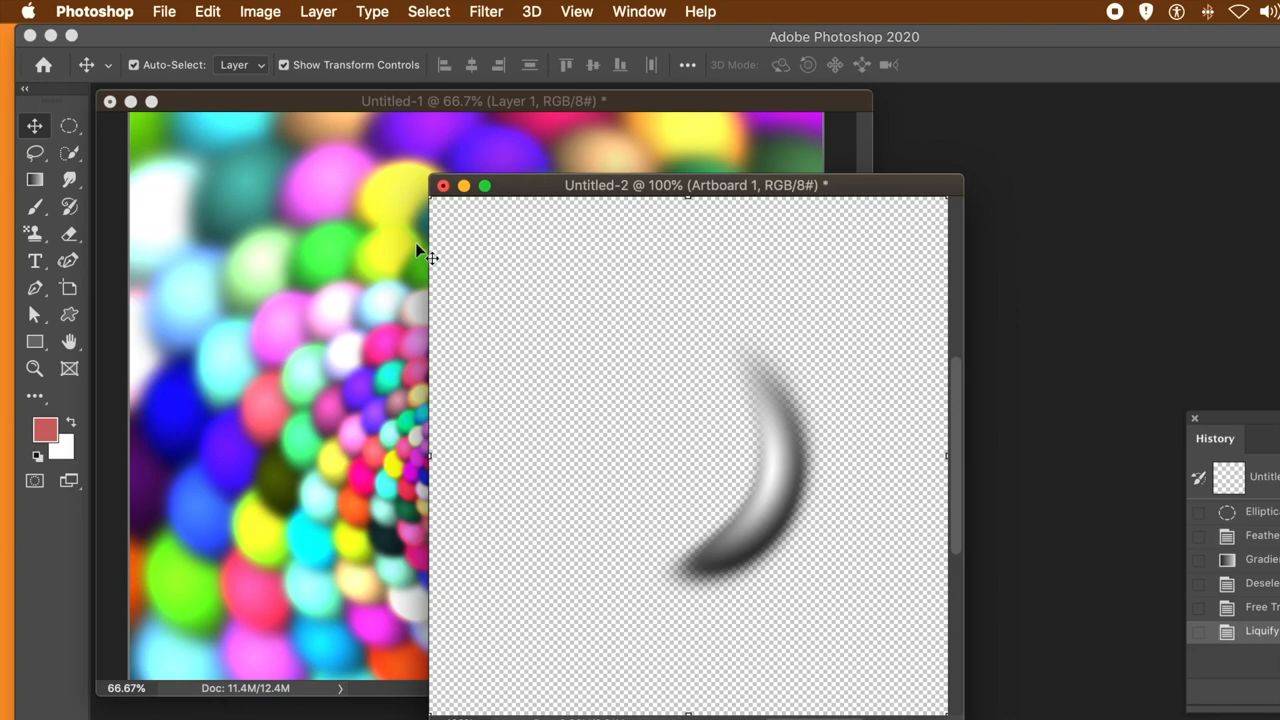 Photoshop File Edit Image Layer Type Select Filter 3D View Window Help
Adobe Photoshop 2020
Auto-Select: Layer Show Transform Controls 3D Mode:
Untitled-1 @ 66.7% (Layer 1, RGB/8#) *
Untitled-2 @ 100% (Artboard 1, RGB/8#) *
History
Untitle
Elliptic
Feathe
Gradie
Desele
Free Tr
Liquify
66.67% Doc: 11.4M/12.4M